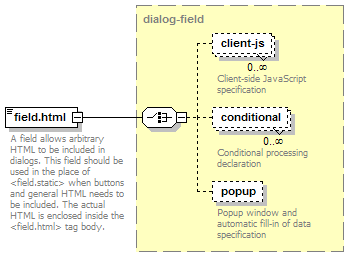 dialog-field
client-js
0..∞
Client-side JavaScript
specification
field.html
A field allows arbitrary
HTML to be included in
dialogs. This field should be
used in the place of
<field.static> when buttons
and general HTML needs to
be included. The actual
HTML is enclosed inside the
<field.html> tag body.
conditional
0..∞
Conditional processing
declaration
popup
Popup window and
automatic fill-in of data
specification